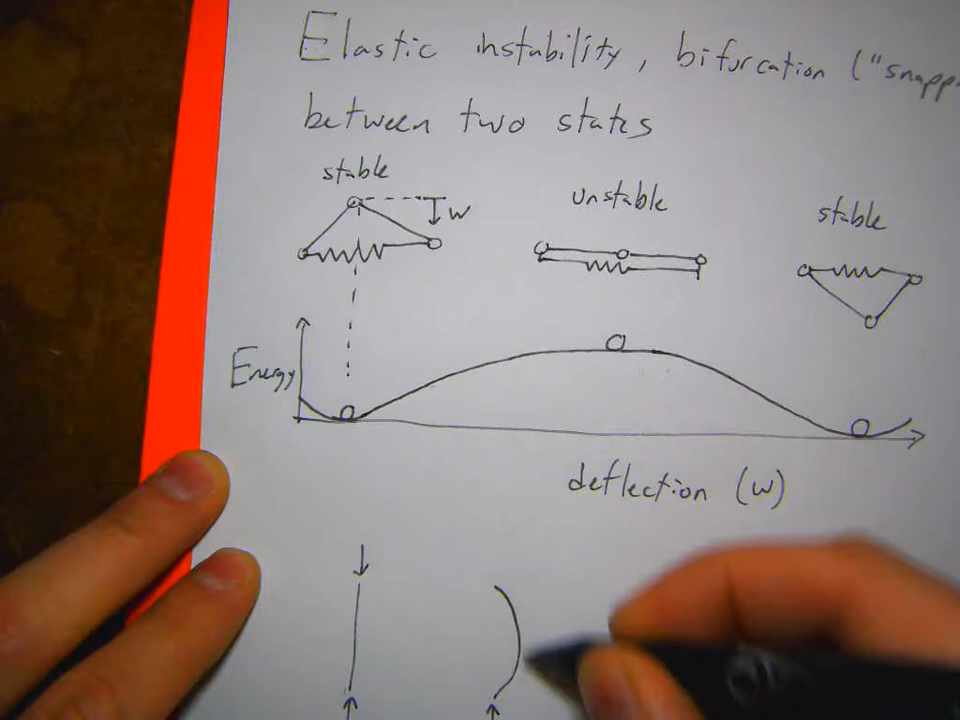 Elastic instability, bifurcation ("snapp
between two states
stable
unstable
stable
w
Energy
deflection (w)